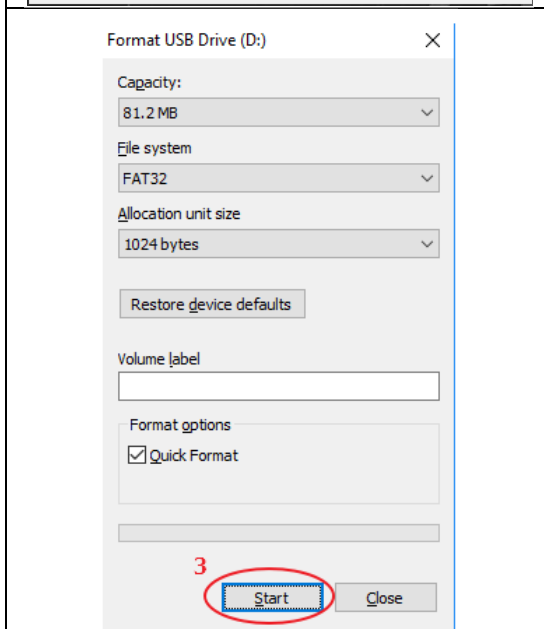 Format USB Drive (D:)
Capacity:
81.2 MB
File system
FAT32
Allocation unit size
1024 bytes
Restore device defaults
Volume label
Format options
Quick Format
3
Start
Close